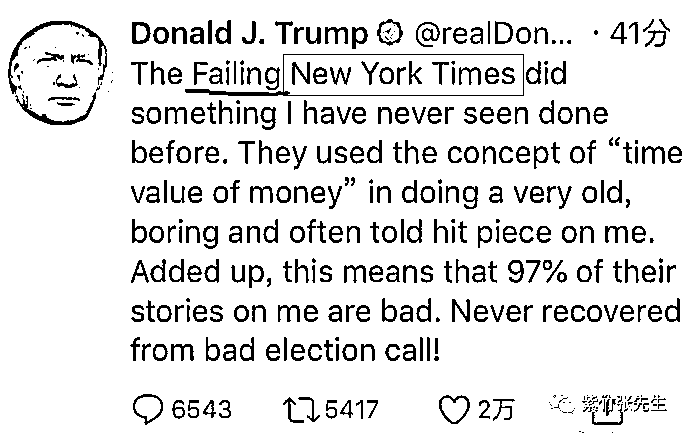 Donald J. Trump @realDon... · 41分
The Failing New York Times did
something I have never seen done
before. They used the concept of “time
value of money” in doing a very old,
boring and often told hit piece on me.
Added up, this means that 97% of their
stories on me are bad. Never recovered
from bad election call!
6543 5417 2万
紫竹张先生